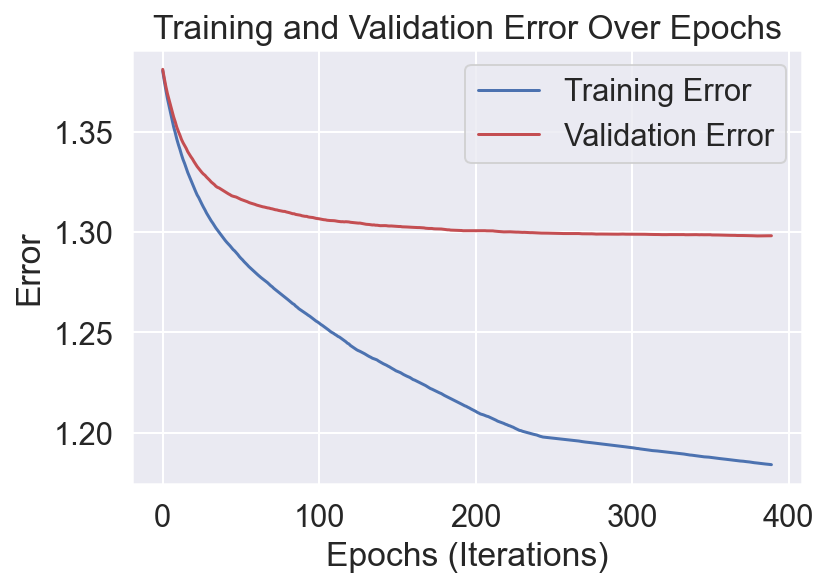 Training and Validation Error Over Epochs
Training Error
Validation Error
1.35
1.30
1.25
1.20
Error
0
100
200
300
400
Epochs (Iterations)